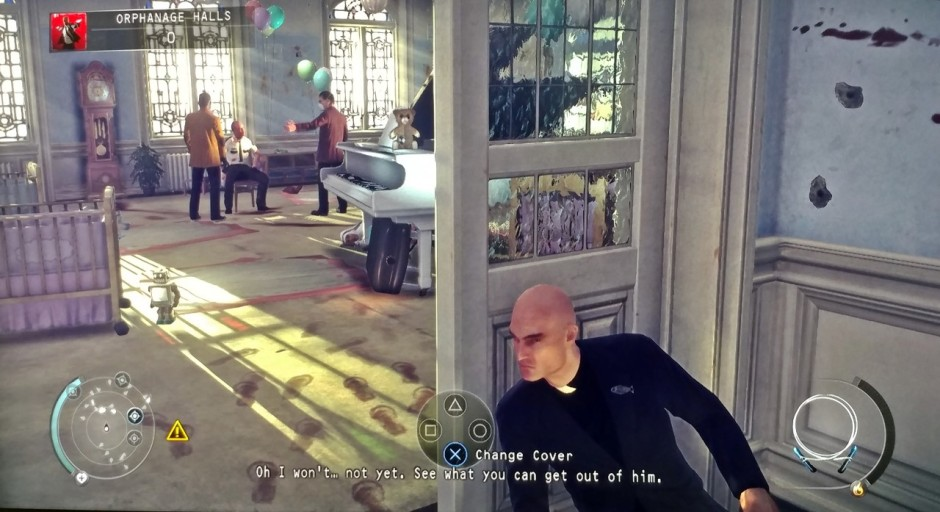 ORPHANAGE HALLS
0
Change Cover
Oh I won't… not yet. See what you can get out of him.